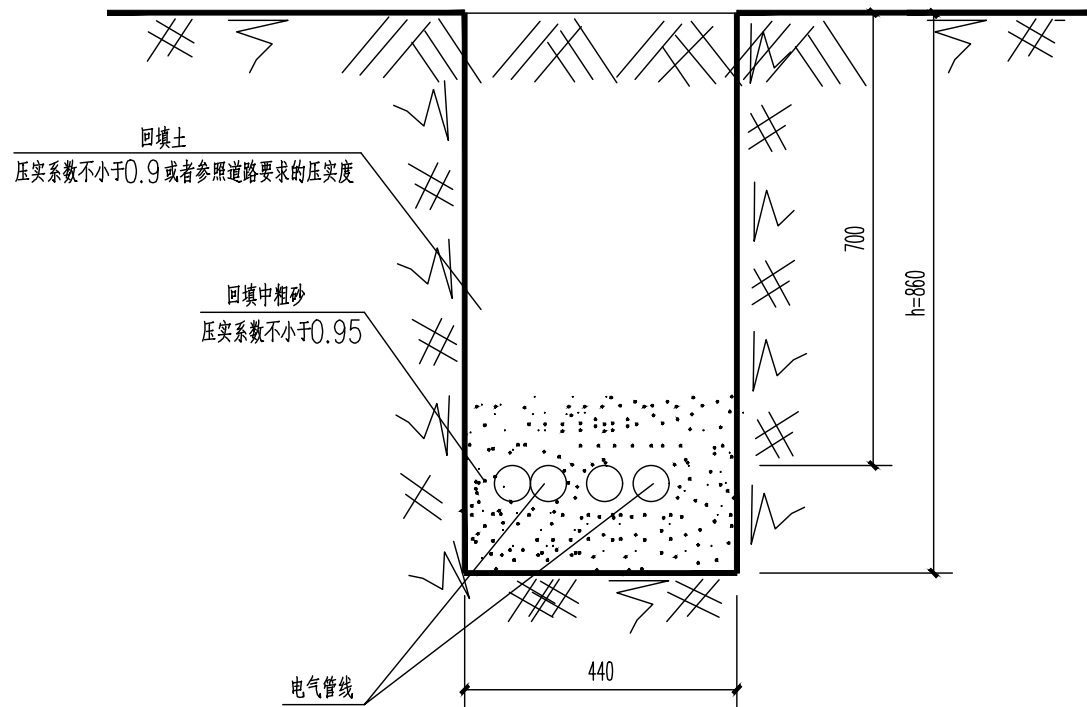 回填土
压实系数不小于0.9或者参照道路要求的压实度
回填中粗砂
压实系数不小于0.95
700
h=860
440
电气管线